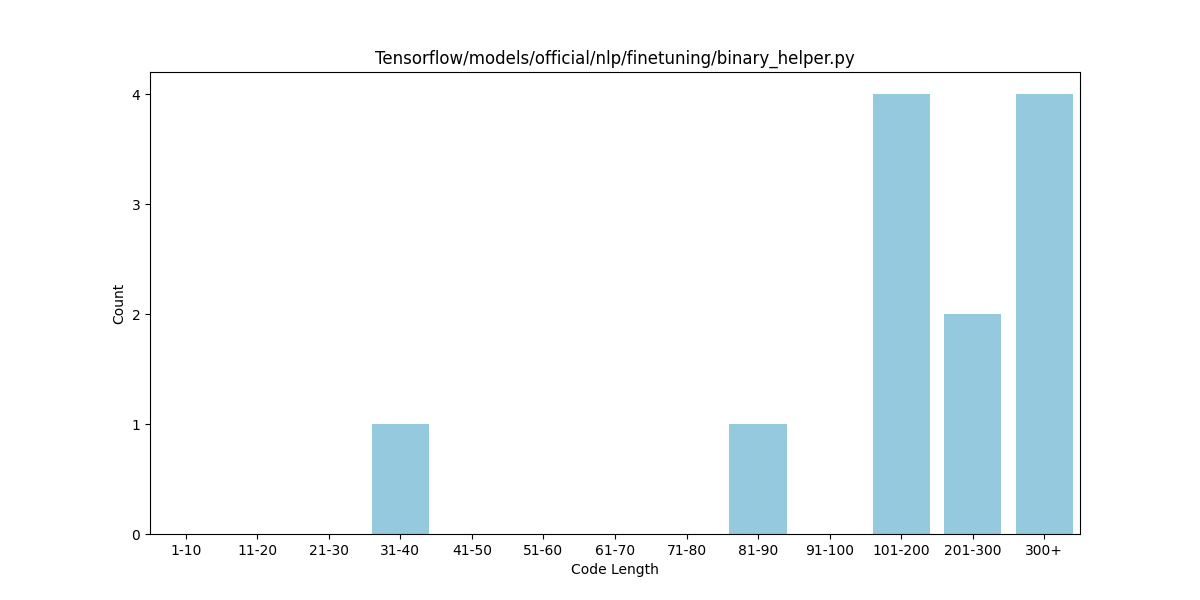 Tensorflow/models/official/nlp/finetuning/binary_helper.py
4
3
2
1
0
Count
1-10 11-20 21-30 31-40 41-50 51-60 61-70 71-80 81-90 91-100 101-200 201-300 300+
Code Length